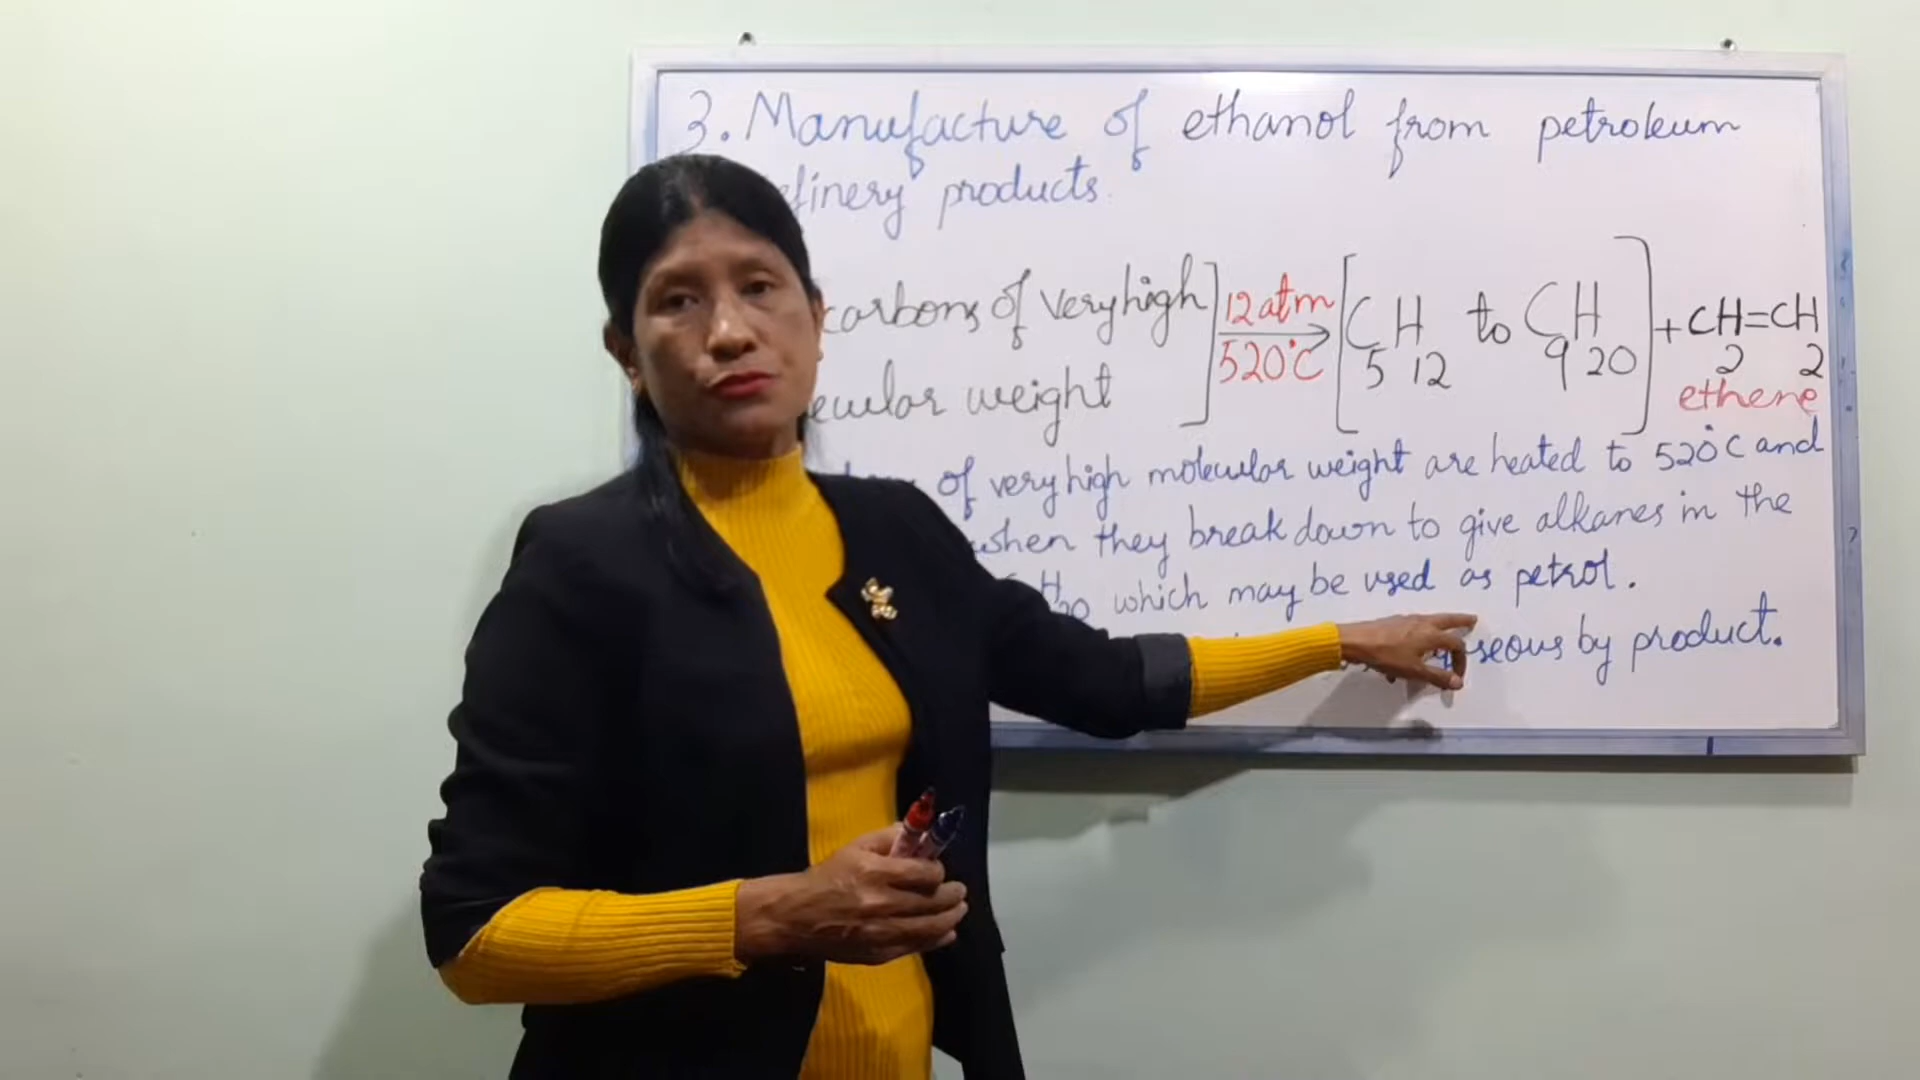 3. Manufacture of ethanol from petroleum
efinery products.
carbons of very high] 12 atm [C5H12 to C9H20] + CH2=CH2
ecular weight 520°C ethene
of very high molecular weight are heated to 520°C and
when they break down to give alkanes in the
H20 which may be used as petrol.
seous by product.